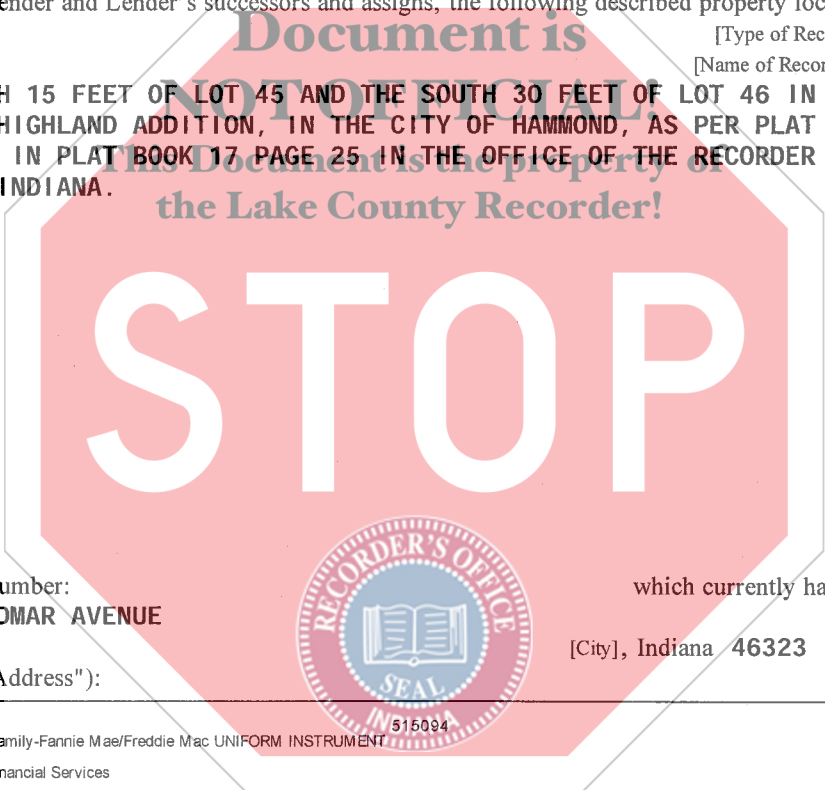 ender and Lender's successors and assigns, the following described property loc
Document is
[Type of Rec
[Name of Recor
NOT OFFICIAL!
H 15 FEET OF LOT 45 AND THE SOUTH 30 FEET OF LOT 46 IN
HIGHLAND ADDITION, IN THE CITY OF HAMMOND, AS PER PLAT
IN PLAT BOOK 17 PAGE 25 IN THE OFFICE OF THE RECORDER
This Document is the property of
INDIANA.
the Lake County Recorder!
STOP
RECORDER'S OFFICE
SEAL
INDIANA
umber:
which currently ha
OMAR AVENUE
[City], Indiana 46323
Address"):
515094
amily-Fannie Mae/Freddie Mac UNIFORM INSTRUMENT
nancial Services